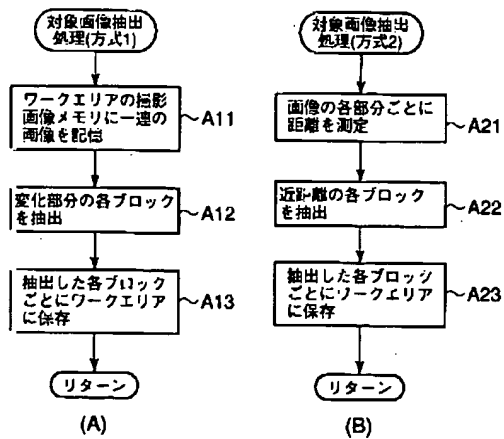 対象画像抽出
処理(方式1)
ワークエリアの撮影
画像メモリに一連の
画像を記憶
A11
変化部分の各ブロック
を抽出
A12
抽出した各ブロック
ごとにワークエリア
に保存
A13
リターン
(A)
対象画像抽出
処理(方式2)
画像の各部分ごとに
距離を測定
A21
近距離の各ブロック
を抽出
A22
抽出した各ブロック
ごとにワークエリア
に保存
A23
リターン
(B)